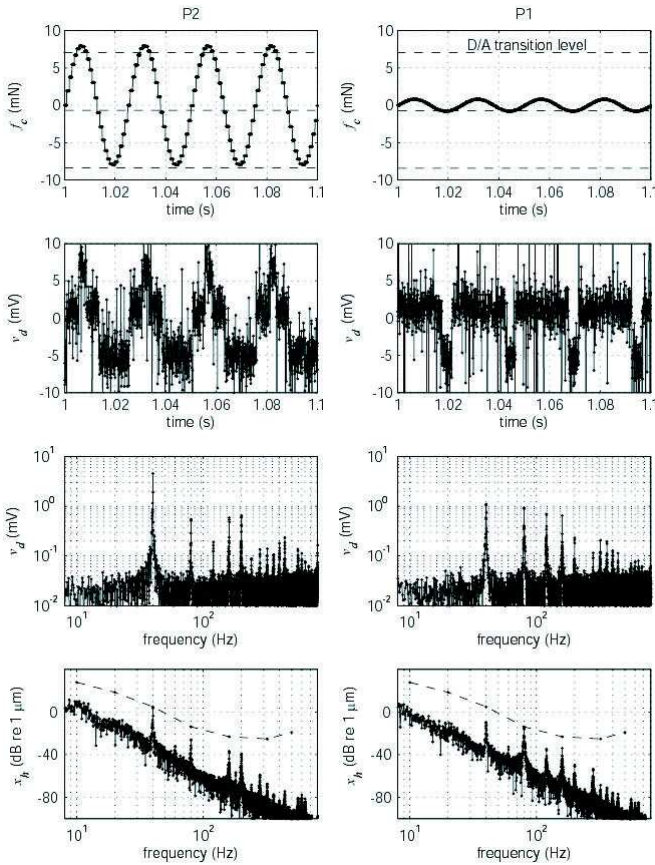 P2
P1
10
5
0
-5
-10
f_c (mN)
1 1.02 1.04 1.06 1.08 1.1
time (s)
D/A transition level
10
5
0
-5
-10
f_c (mN)
1 1.02 1.04 1.06 1.08 1.1
time (s)
10
5
0
-5
-10
v_d (mV)
1 1.02 1.04 1.06 1.08 1.1
time (s)
10
5
0
-5
-10
v_d (mV)
1 1.02 1.04 1.06 1.08 1.1
time (s)
10^1
10^0
10^-1
10^-2
v_d (mV)
10^1 10^2
frequency (Hz)
10^1
10^0
10^-1
10^-2
v_d (mV)
10^1 10^2
frequency (Hz)
0
-40
-80
x_h (dB re 1 μm)
10^1 10^2
frequency (Hz)
0
-40
-80
x_h (dB re 1 μm)
10^1 10^2
frequency (Hz)